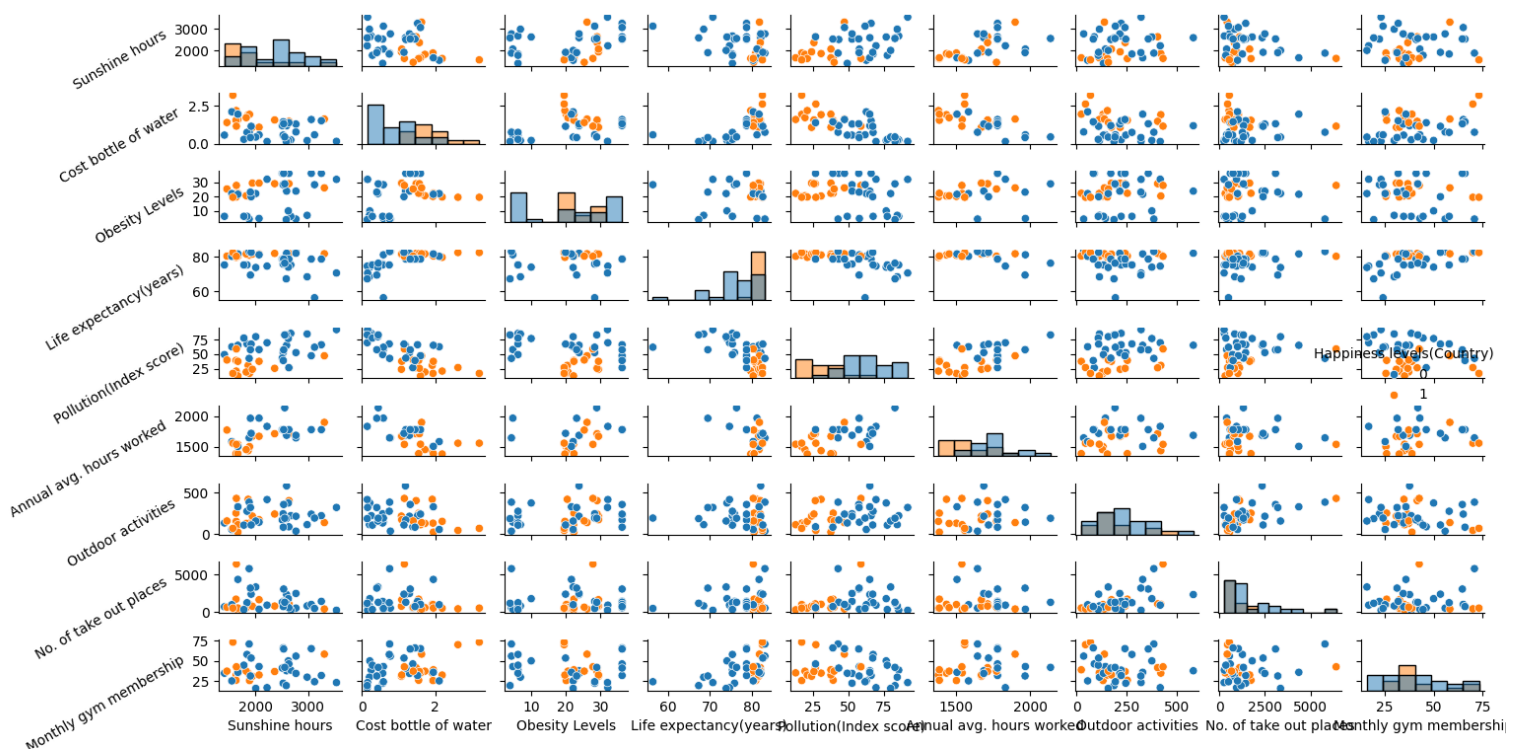 Sunshine hours
3000
2000
Cost bottle of water
2.5
0.0
Obesity Levels
30
20
10
Life expectancy(years)
80
60
Pollution(Index score)
75
50
25
Happiness levels(Country)
0
1
Annual avg. hours worked
2000
1500
Outdoor activities
500
0
No. of take out places
5000
0
Monthly gym membership
75
50
25
2000 3000
0 2
10 20 30
60 80
25 50 75
1500 2000
0 250 500
0 5000
25 50 75
Sunshine hours
Cost bottle of water
Obesity Levels
Life expectancy(years)
Pollution(Index score)
Annual avg. hours worked
Outdoor activities
No. of take out places
Monthly gym membershi